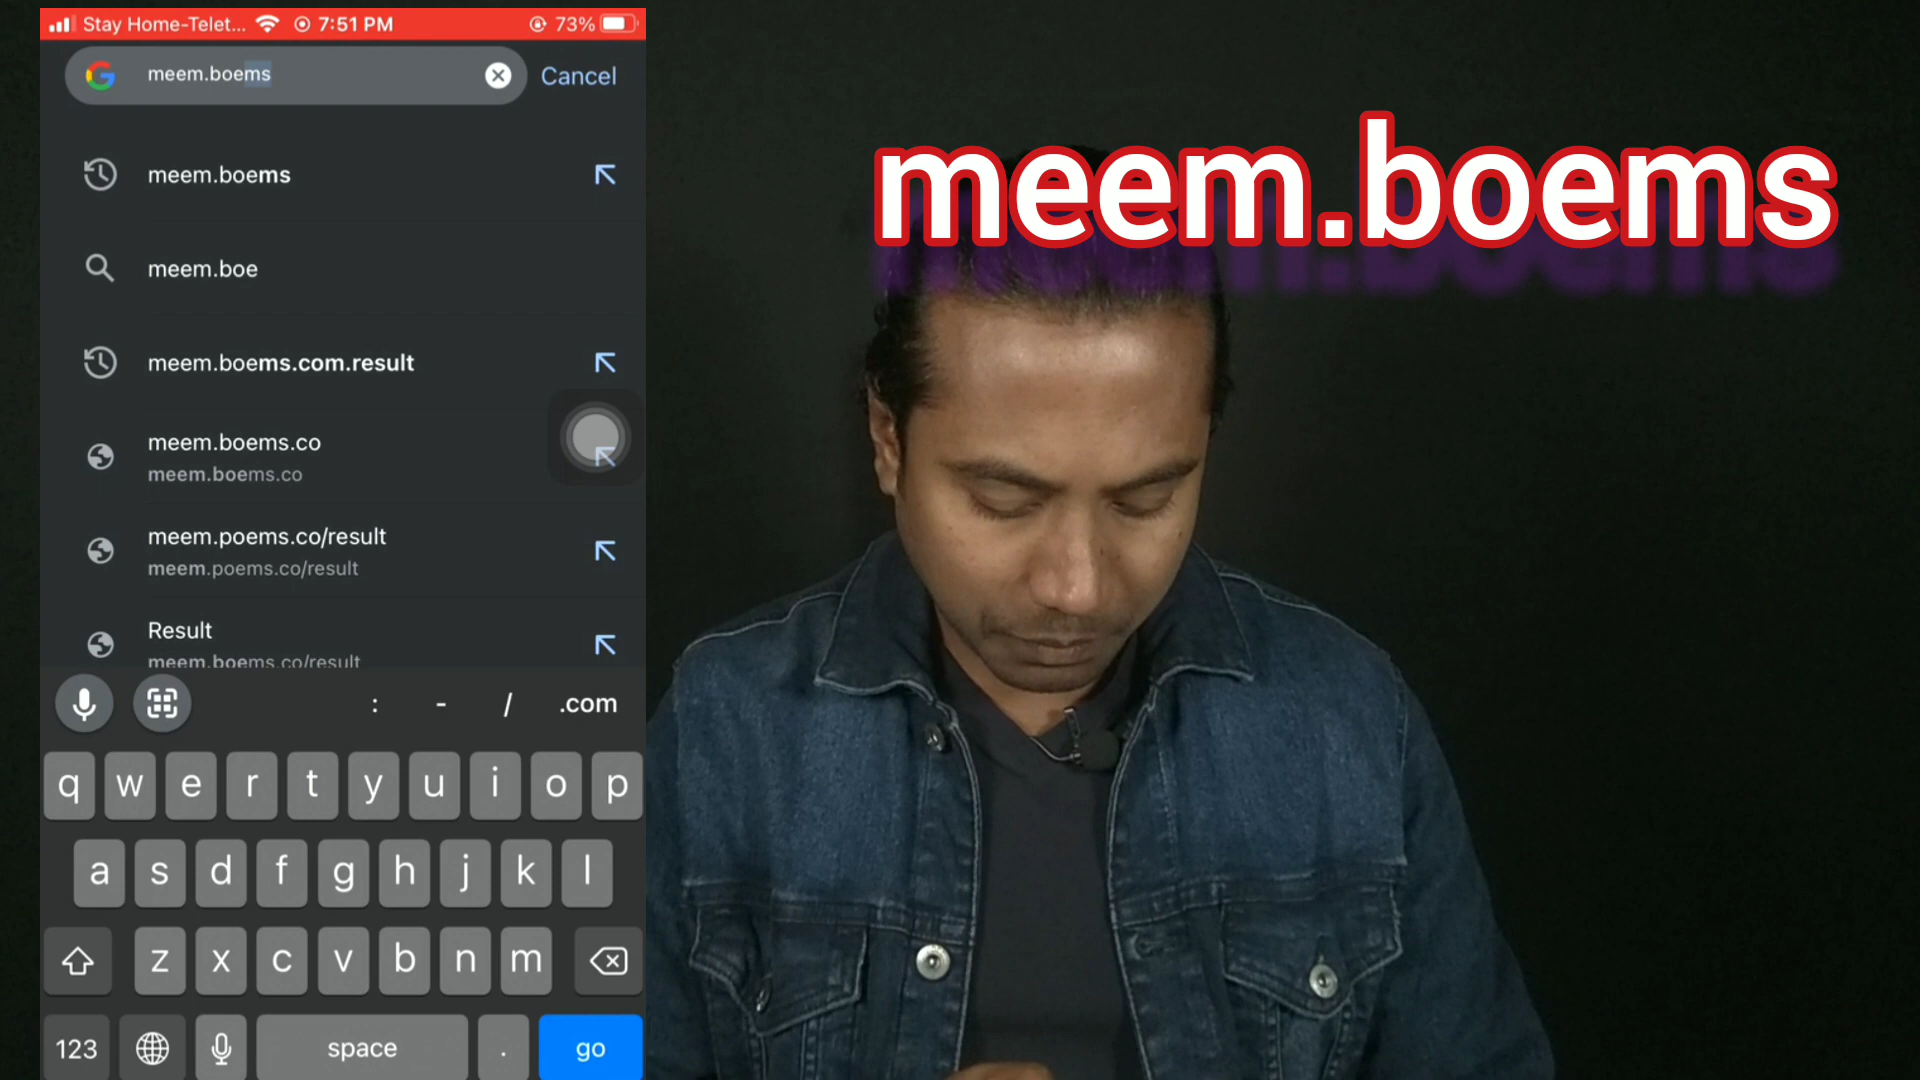 Stay Home-Telet... 7:51 PM 73%
meem.boems
Cancel
meem.boems
meem.boe
meem.boems.com.result
meem.boems.co
meem.boems.co
meem.poems.co/result
meem.poems.co/result
Result
meem.boems.co/result
: - / .com
q w e r t y u i o p
a s d f g h j k l
z x c v b n m
123 space . go
meem.boems